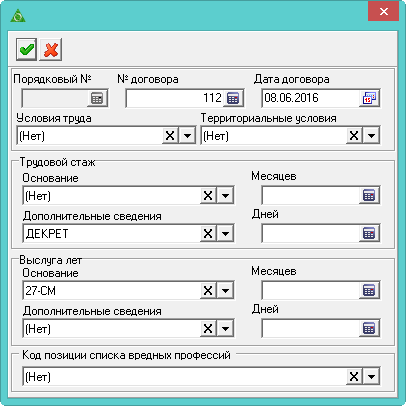 Порядковый № № договора Дата договора
112 08.06.2016
Условия труда Территориальные условия
(Нет) (Нет)
Трудовой стаж
Основание Месяцев
(Нет)
Дополнительные сведения Дней
ДЕКРЕТ
Выслуга лет
Основание Месяцев
27-СМ
Дополнительные сведения Дней
(Нет)
Код позиции списка вредных профессий
(Нет)